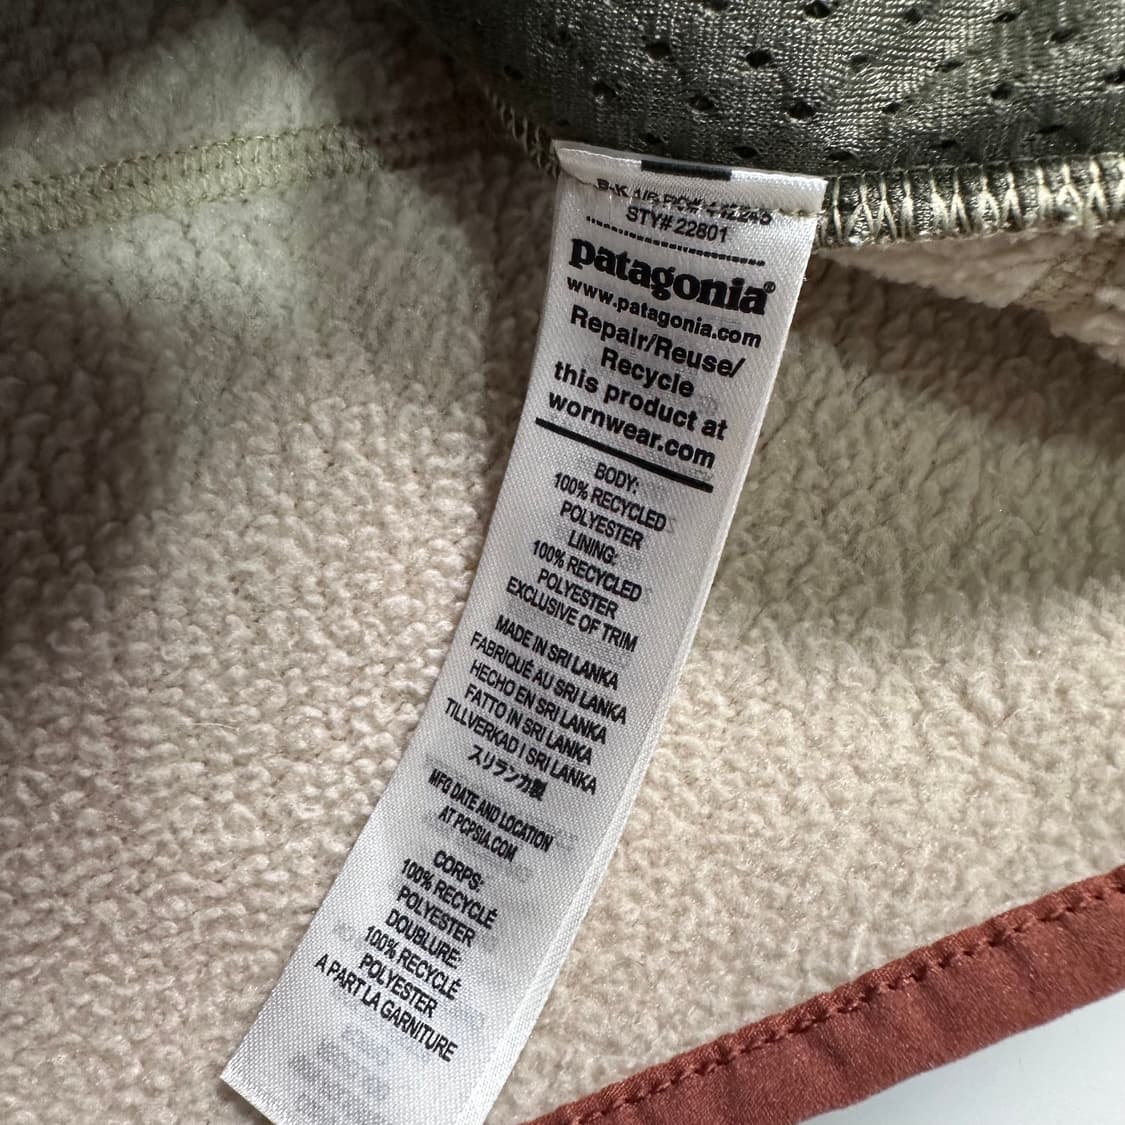 STY# 22801
patagonia®
www.patagonia.com
Repair/Reuse/
Recycle
this product at
wornwear.com
BODY:
100% RECYCLED
POLYESTER
LINING:
100% RECYCLED
POLYESTER
EXCLUSIVE OF TRIM
MADE IN SRI LANKA
FABRIQUÉ AU SRI LANKA
HECHO EN SRI LANKA
FATTO IN SRI LANKA
TILLVERKAD I SRI LANKA
スリランカ製
MFG DATE AND LOCATION
AT PCPSIA.COM
CORPS:
100% RECYCLÉ
POLYESTER
DOUBLURE:
100% RECYCLÉ
POLYESTER
A PART LA GARNITURE